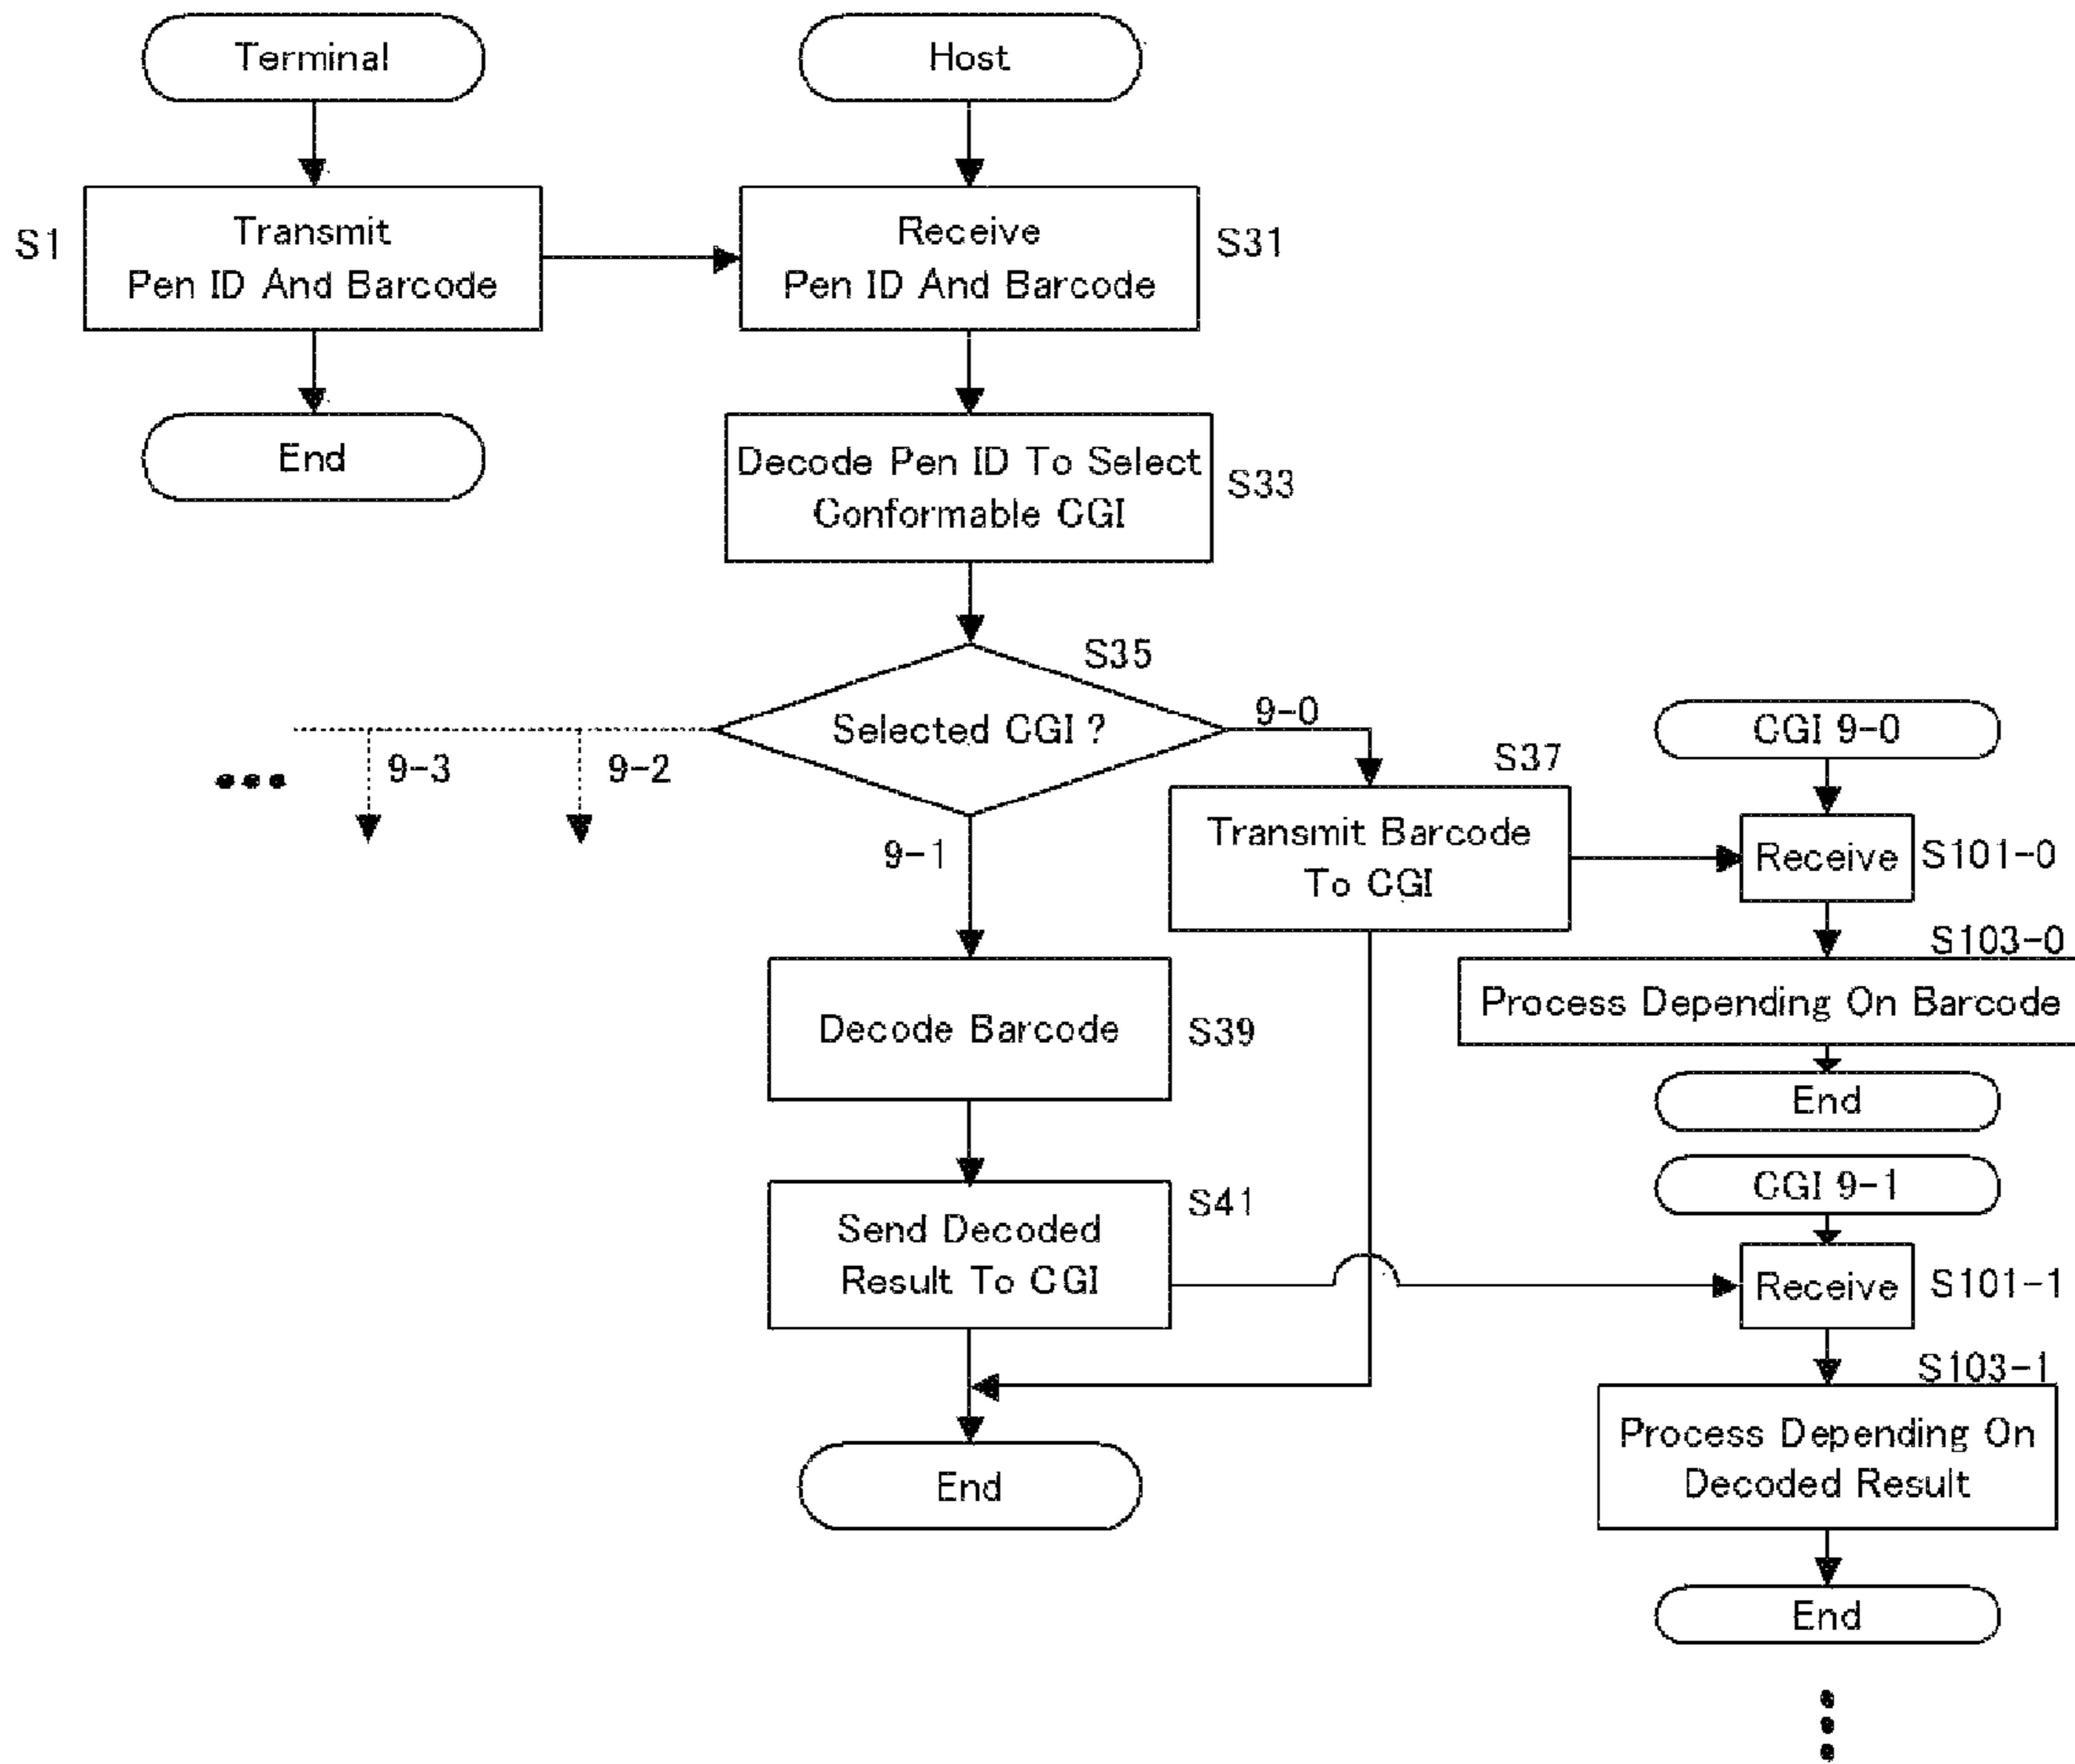 Terminal
Host
S1
Transmit
Pen ID And Barcode
Receive
Pen ID And Barcode
S31
End
Decode Pen ID To Select
Conformable CGI
S33
S35
Selected CGI ?
9-0
9-1
9-2
9-3
•••
S37
Transmit Barcode
To CGI
CGI 9-0
Receive
S101-0
S103-0
Process Depending On Barcode
End
Decode Barcode
S39
Send Decoded
Result To CGI
S41
End
CGI 9-1
Receive
S101-1
S103-1
Process Depending On
Decoded Result
End